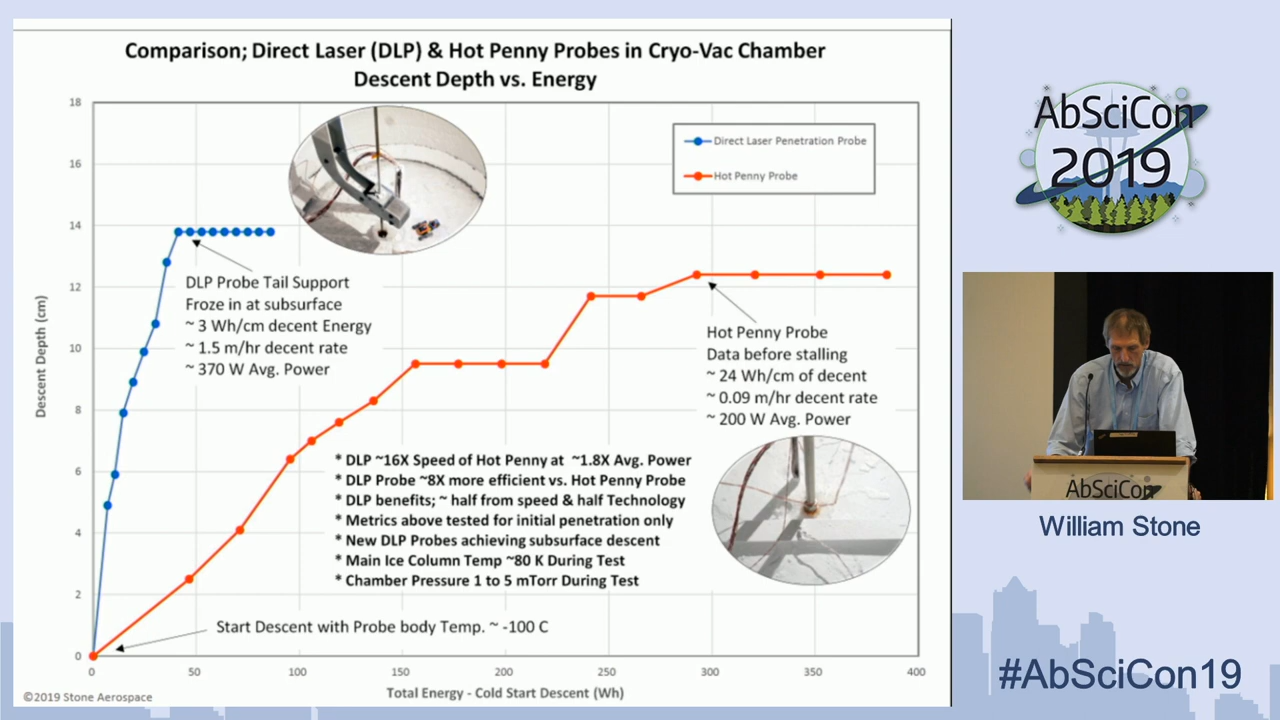 Comparison; Direct Laser (DLP) & Hot Penny Probes in Cryo-Vac Chamber
Descent Depth vs. Energy
18
16
14
12
10
8
6
4
2
0
Descent Depth (cm)
Direct Laser Penetration Probe
Hot Penny Probe
DLP Probe Tail Support
Froze in at subsurface
~ 3 Wh/cm decent Energy
~ 1.5 m/hr decent rate
~ 370 W Avg. Power
Hot Penny Probe
Data before stalling
~ 24 Wh/cm of decent
~ 0.09 m/hr decent rate
~ 200 W Avg. Power
* DLP ~16X Speed of Hot Penny at ~1.8X Avg. Power
* DLP Probe ~8X more efficient vs. Hot Penny Probe
* DLP benefits; ~ half from speed & half Technology
* Metrics above tested for initial penetration only
* New DLP Probes achieving subsurface descent
* Main Ice Column Temp ~80 K During Test
* Chamber Pressure 1 to 5 mTorr During Test
Start Descent with Probe body Temp. ~ -100 C
0 50 100 150 200 250 300 350 400
Total Energy - Cold Start Descent (Wh)
©2019 Stone Aerospace
AbSciCon
2019
AbSciCon
William Stone
#AbSciCon19